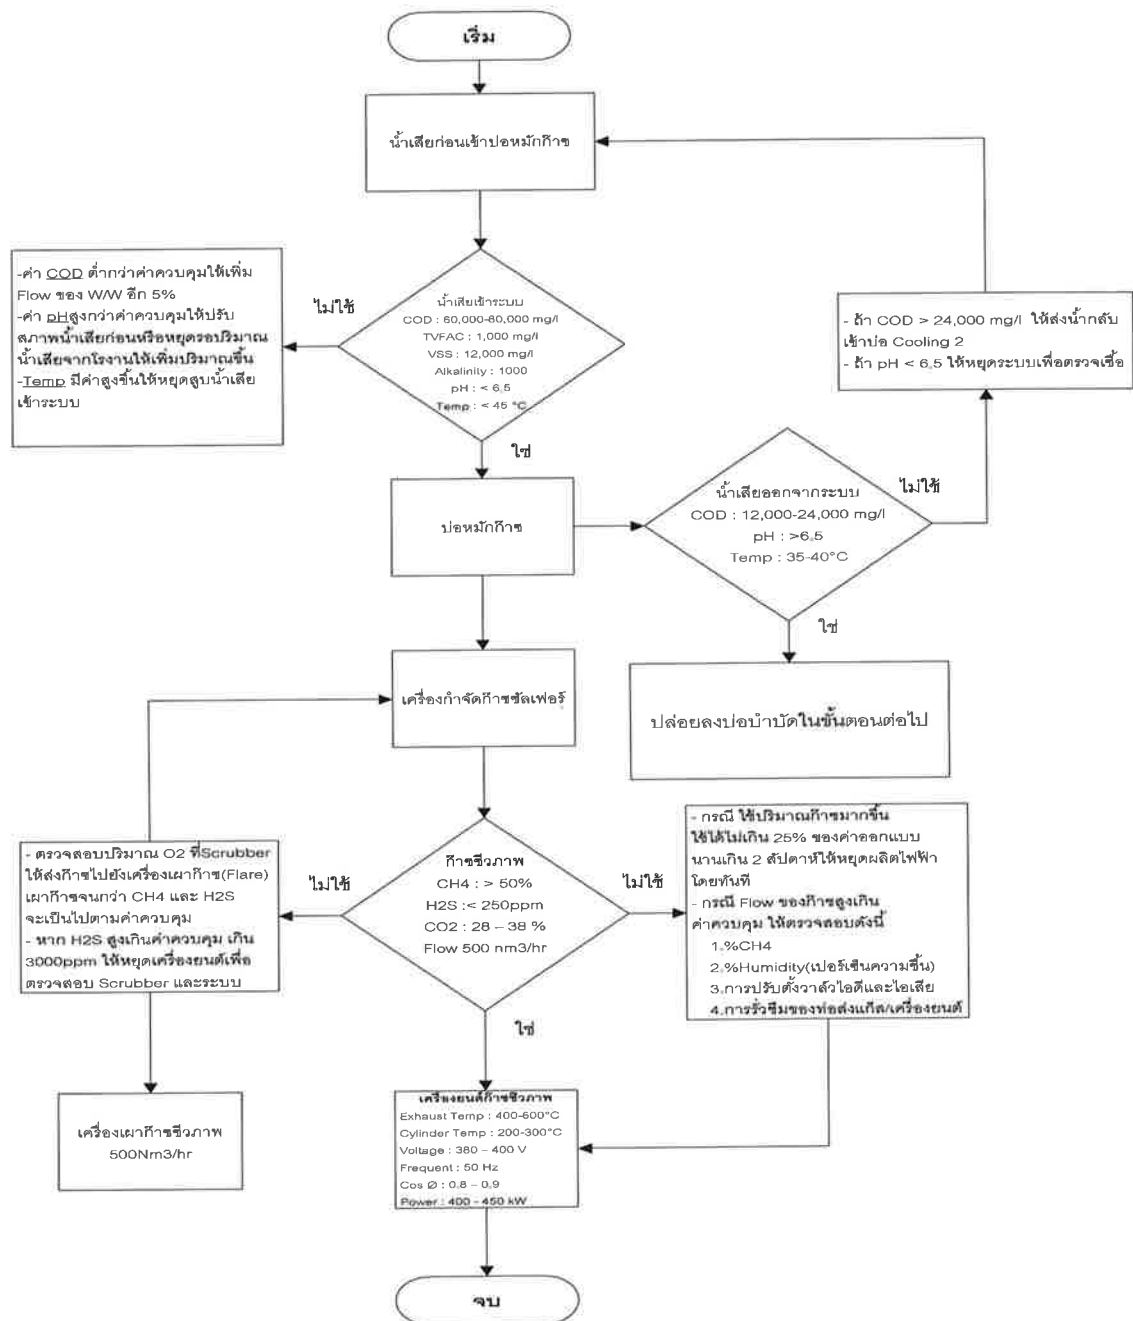 เริ่ม
น้ำเสียก่อนเข้าบ่อหมักก๊าซ
-ค่า COD ต่ำกว่าค่าควบคุมให้เพิ่ม
Flow ของ W/W อีก 5%
-ค่า pHสูงกว่าค่าควบคุมให้ปรับ
สภาพน้ำเสียก่อนหรือหยุดรอปริมาณ
น้ำเสียจากโรงานให้เพิ่มปริมาณขึ้น
-Temp มีค่าสูงขึ้นให้หยุดสูบน้ำเสีย
เข้าระบบ
ไม่ใช้
น้ำเสียเข้าระบบ
COD : 60,000-60,000 mg/l
TVFAC : 1,000 mg/l
VSS : 12,000 mg/l
Alkalinity : 1000
pH : < 6.5
Temp : < 45 °C
ใช่
- ถ้า COD > 24,000 mg/l ให้ส่งน้ำกลับ
เข้าบ่อ Cooling 2
- ถ้า pH < 6.5 ให้หยุดระบบเพื่อตรวจเชื้อ
บ่อหมักก๊าซ
น้ำเสียออกจากระบบ
COD : 12,000-24,000 mg/l
pH : >6.5
Temp : 35-40°C
ไม่ใช้
ใช่
ปล่อยลงบ่อบำบัดในขั้นตอนต่อไป
เครื่องกำจัดก๊าซซัลเฟอร์
- ตรวจสอบปริมาณ O2 ที่Scrubber
ให้ส่งก๊าซไปยังเครื่องเผาก๊าซ(Flare)
เผาก๊าซจนกว่า CH4 และ H2S
จะเป็นไปตามค่าควบคุม
- หาก H2S สูงเกินค่าควบคุม เกิน
3000ppm ให้หยุดเครื่องยนต์เพื่อ
ตรวจสอบ Scrubber และระบบ
ไม่ใช้
ก๊าซชีวภาพ
CH4 : > 50%
H2S :< 250ppm
CO2 : 28 – 38 %
Flow 500 nm3/hr
ไม่ใช้
ใช่
- กรณี ใช้ปริมาณก๊าซมากขึ้น
ใช้ได้ไม่เกิน 25% ของค่าออกแบบ
นานเกิน 2 สัปดาห์ให้หยุดผลิตไฟฟ้า
โดยทันที
- กรณี Flow ของก๊าซสูงเกิน
ค่าควบคุม ให้ตรวจสอบดังนี้
1.%CH4
2.%Humidity(เปอร์เซ็นความชื้น)
3.การปรับตั้งวาล์วไอดีและไอเสีย
4.การรั่วซึมของท่อส่งแก๊ส/เครื่องยนต์
เครื่องเผาก๊าซชีวภาพ
500Nm3/hr
เครื่องยนต์ก๊าซชีวภาพ
Exhaust Temp : 400-600°C
Cylinder Temp : 200-300°C
Voltage : 380 – 400 V
Frequent : 50 Hz
Cos Ø : 0.8 – 0.9
Power : 400 - 450 kW
จบ